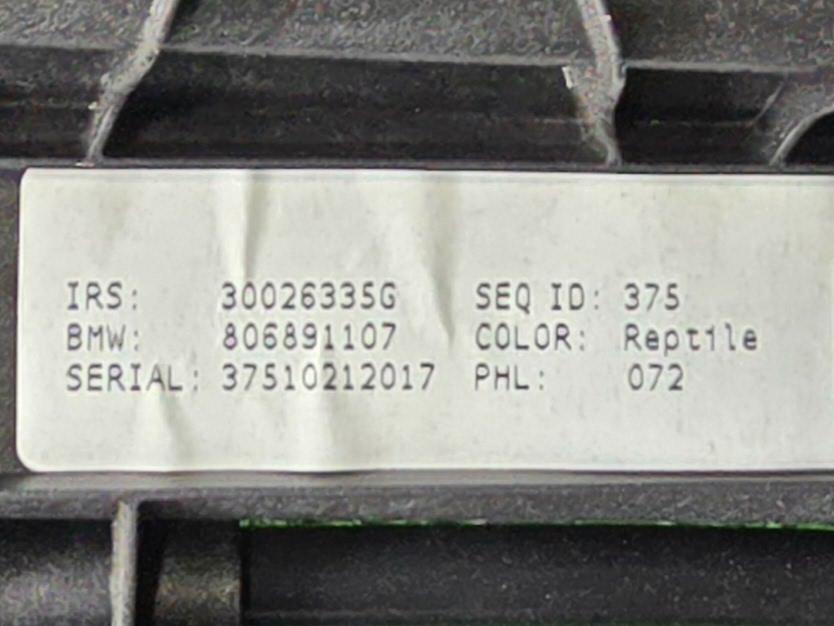 IRS: 30026335G SEQ ID: 375
BMW: 806891107 COLOR: Reptile
SERIAL: 37510212017 PHL: 072